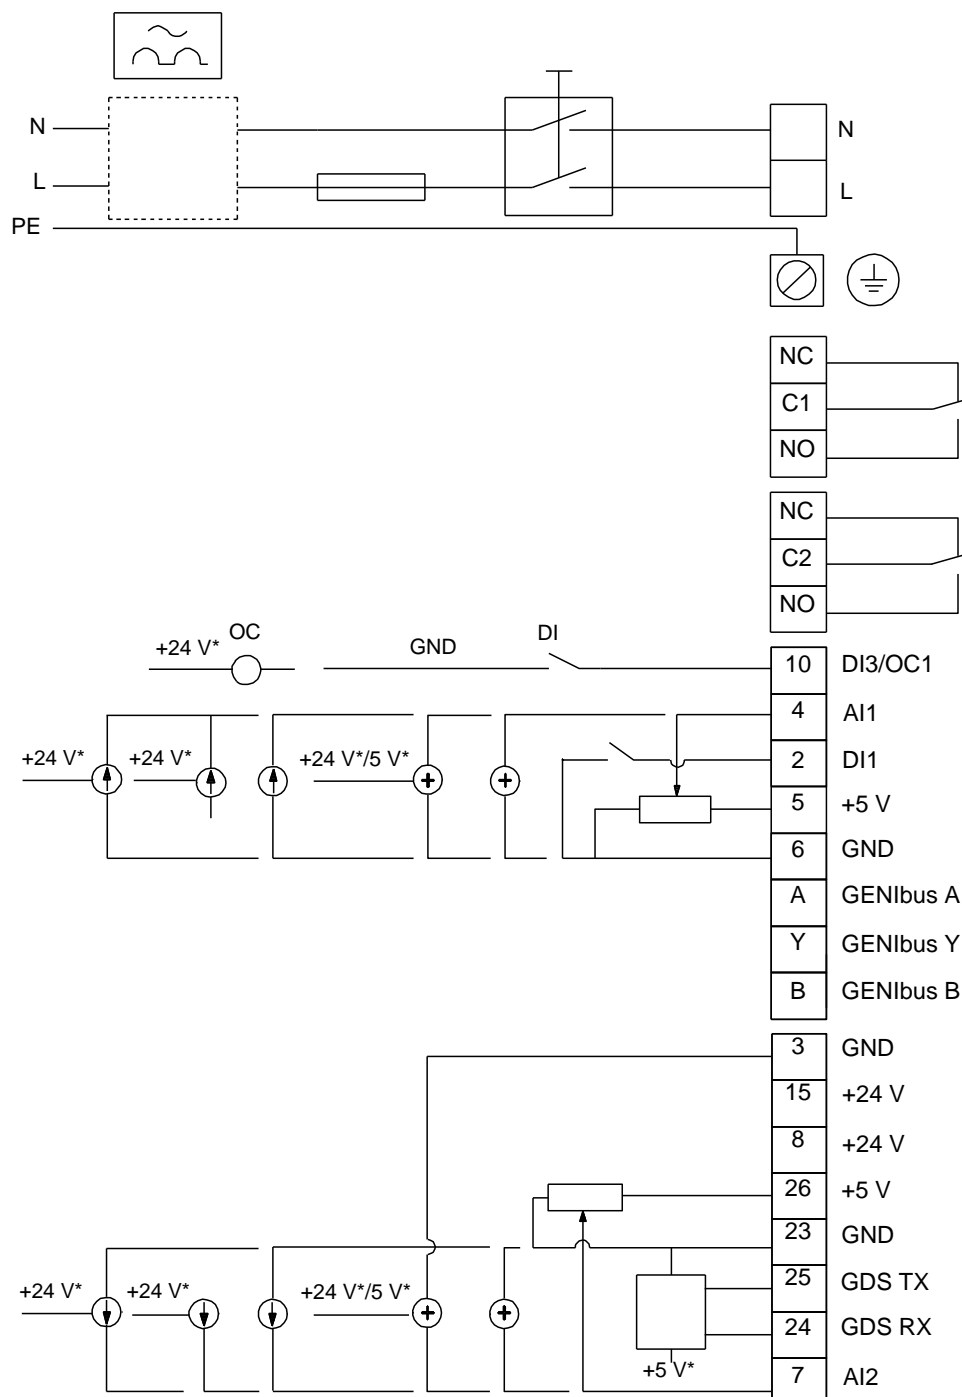 N
N
L
L
PE
NC
C1
NO
NC
C2
NO
+24 V* OC GND DI 10 DI3/OC1
4 AI1
+24 V* +24 V* +24 V*/5 V* 2 DI1
5 +5 V
6 GND
A GENIbus A
Y GENIbus Y
B GENIbus B
3 GND
15 +24 V
8 +24 V
26 +5 V
23 GND
+24 V* +24 V* +24 V*/5 V* 25 GDS TX
24 GDS RX
+5 V* 7 AI2